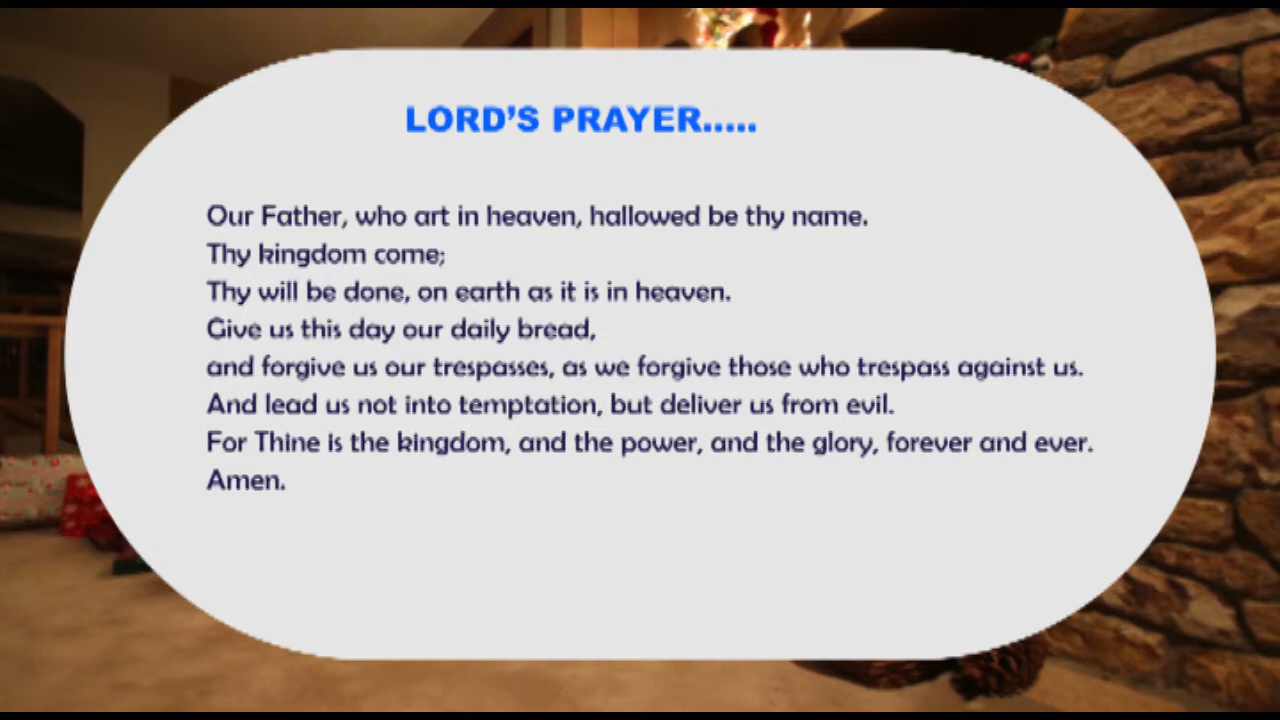 LORD'S PRAYER.....
Our Father, who art in heaven, hallowed be thy name.
Thy kingdom come;
Thy will be done, on earth as it is in heaven.
Give us this day our daily bread,
and forgive us our trespasses, as we forgive those who trespass against us.
And lead us not into temptation, but deliver us from evil.
For Thine is the kingdom, and the power, and the glory, forever and ever.
Amen.